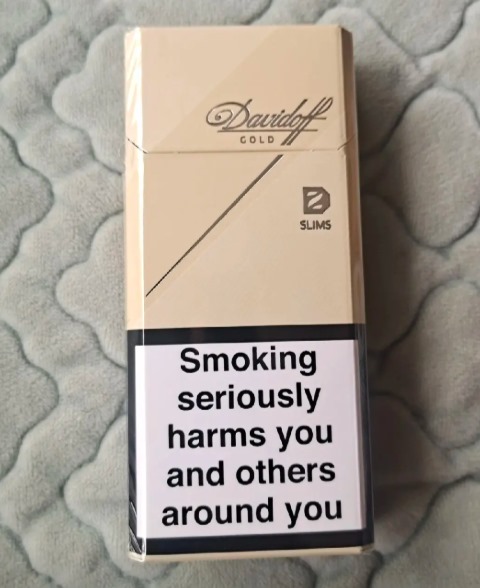 Davidoff
GOLD
SLIMS
Smoking
seriously
harms you
and others
around you